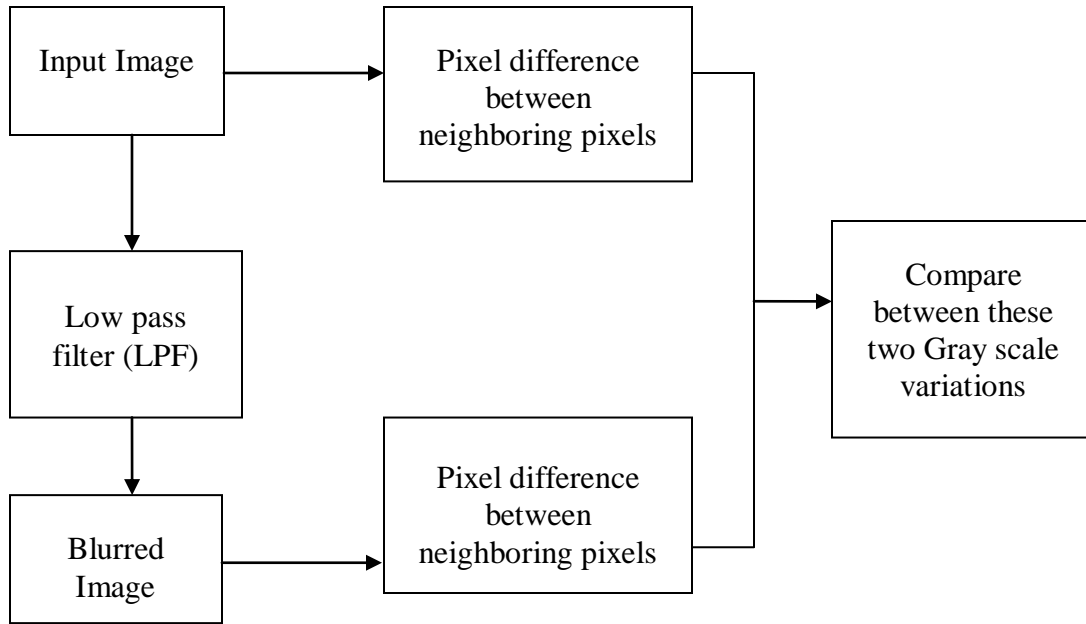 Input Image
Pixel difference
between
neighboring pixels
Low pass
filter (LPF)
Compare
between these
two Gray scale
variations
Blurred
Image
Pixel difference
between
neighboring pixels